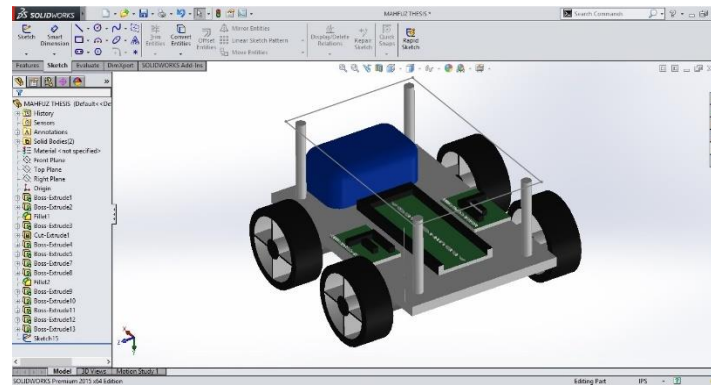 SOLIDWORKS
MAHFUZ THESIS *
Search Commands
Sketch
Smart Dimension
Trim Entities
Convert Entities
Offset Entities
Mirror Entities
Linear Sketch Pattern
Move Entities
Display/Delete Relations
Repair Sketch
Quick Snaps
Rapid Sketch
Features Sketch Evaluate DimXpert SOLIDWORKS Add-Ins
MAHFUZ THESIS (Default<<De
History
Sensors
Annotations
Solid Bodies(2)
Material <not specified>
Front Plane
Top Plane
Right Plane
Origin
Boss-Extrude1
Boss-Extrude2
Fillet1
Boss-Extrude3
Cut-Extrude1
Boss-Extrude4
Boss-Extrude5
Boss-Extrude7
Boss-Extrude8
Fillet2
Boss-Extrude9
Boss-Extrude10
Boss-Extrude11
Boss-Extrude12
Boss-Extrude13
Sketch15
Model 3D Views Motion Study 1
SOLIDWORKS Premium 2015 x64 Edition
Editing Part IPS